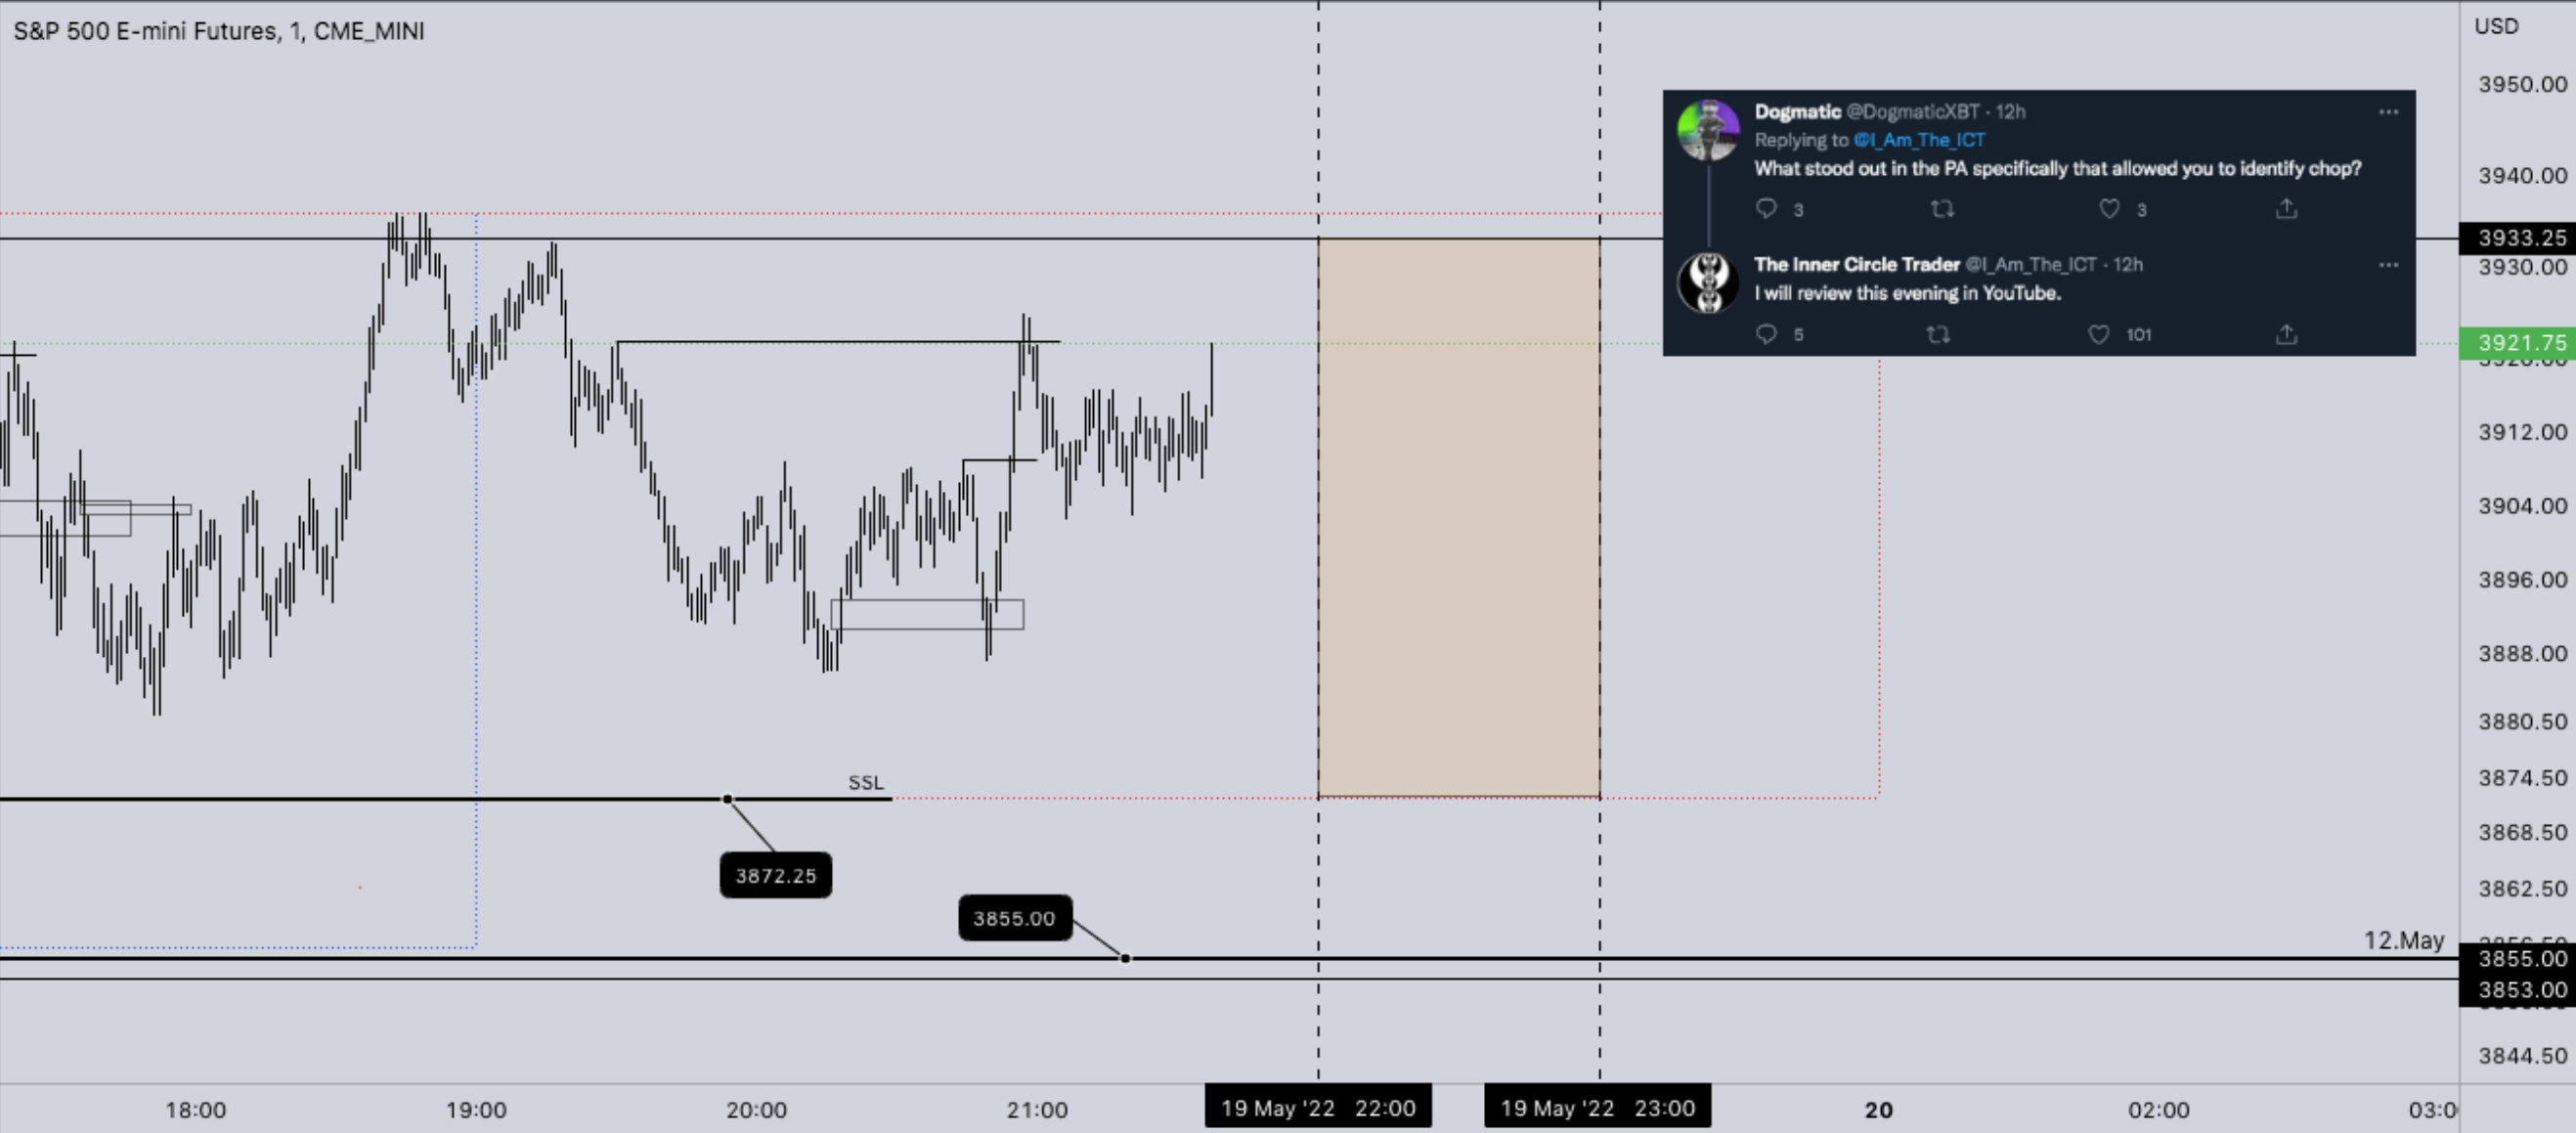 S&P 500 E-mini Futures, 1, CME_MINI
USD
3950.00
Dogmatic @DogmaticXBT · 12h
Replying to @I_Am_The_ICT
What stood out in the PA specifically that allowed you to identify chop?
3 3
3940.00
3933.25
The Inner Circle Trader @I_Am_The_ICT · 12h
I will review this evening in YouTube.
5 101
3930.00
3921.75
3912.00
3904.00
3896.00
3888.00
3880.50
SSL
3874.50
3872.25
3868.50
3862.50
3855.00
12.May
3855.00
3853.00
3844.50
18:00 19:00 20:00 21:00 19 May '22 22:00 19 May '22 23:00 20 02:00 03:0